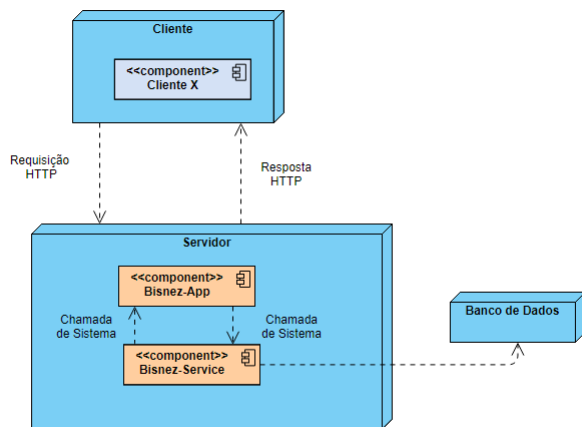 Cliente
<<component>>
Cliente X
Requisição
HTTP
Resposta
HTTP
Servidor
<<component>>
Bisnez-App
Chamada
de Sistema
Chamada
de Sistema
<<component>>
Bisnez-Service
Banco de Dados